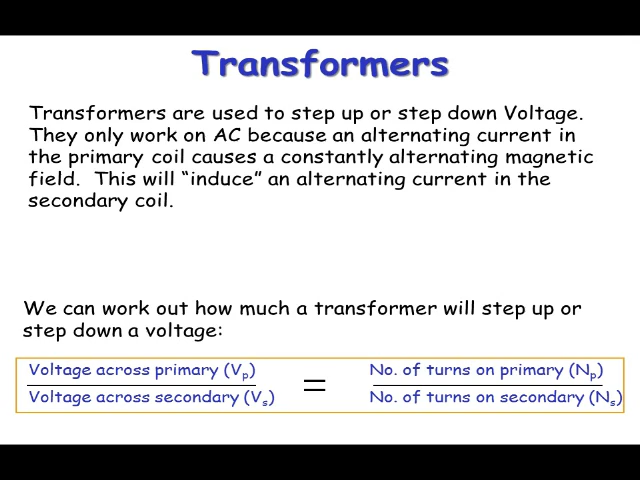 Transformers
Transformers are used to step up or step down Voltage.
They only work on AC because an alternating current in
the primary coil causes a constantly alternating magnetic
field.  This will “induce” an alternating current in the
secondary coil.
We can work out how much a transformer will step up or
step down a voltage:
Voltage across primary (Vp)
Voltage across secondary (Vs)
=
No. of turns on primary (Np)
No. of turns on secondary (Ns)